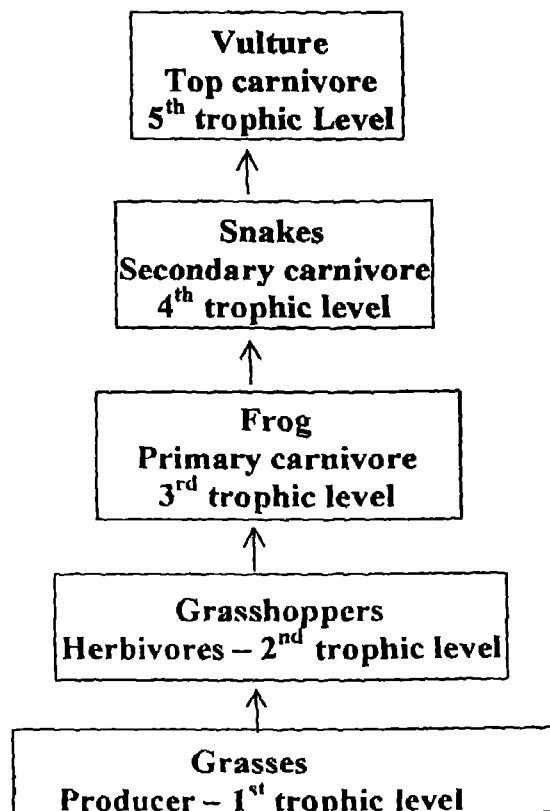 Vulture
Top carnivore
5th trophic Level
Snakes
Secondary carnivore
4th trophic level
Frog
Primary carnivore
3rd trophic level
Grasshoppers
Herbivores – 2nd trophic level
Grasses
Producer – 1st trophic level